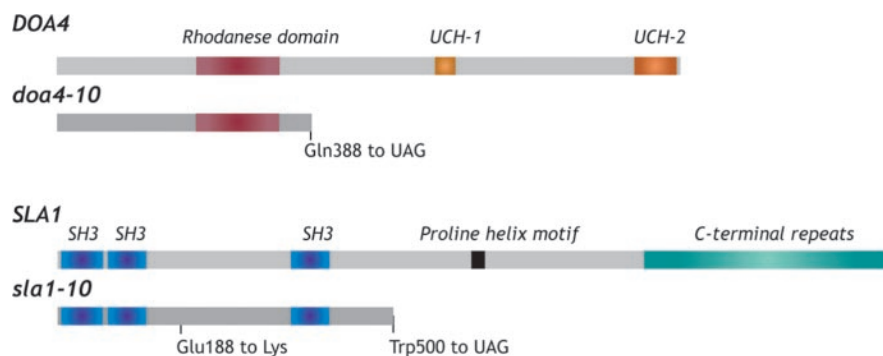 DOA4
Rhodanese domain UCH-1 UCH-2
doa4-10
Gln388 to UAG
SLA1
SH3 SH3 SH3 Proline helix motif C-terminal repeats
sla1-10
Glu188 to Lys Trp500 to UAG